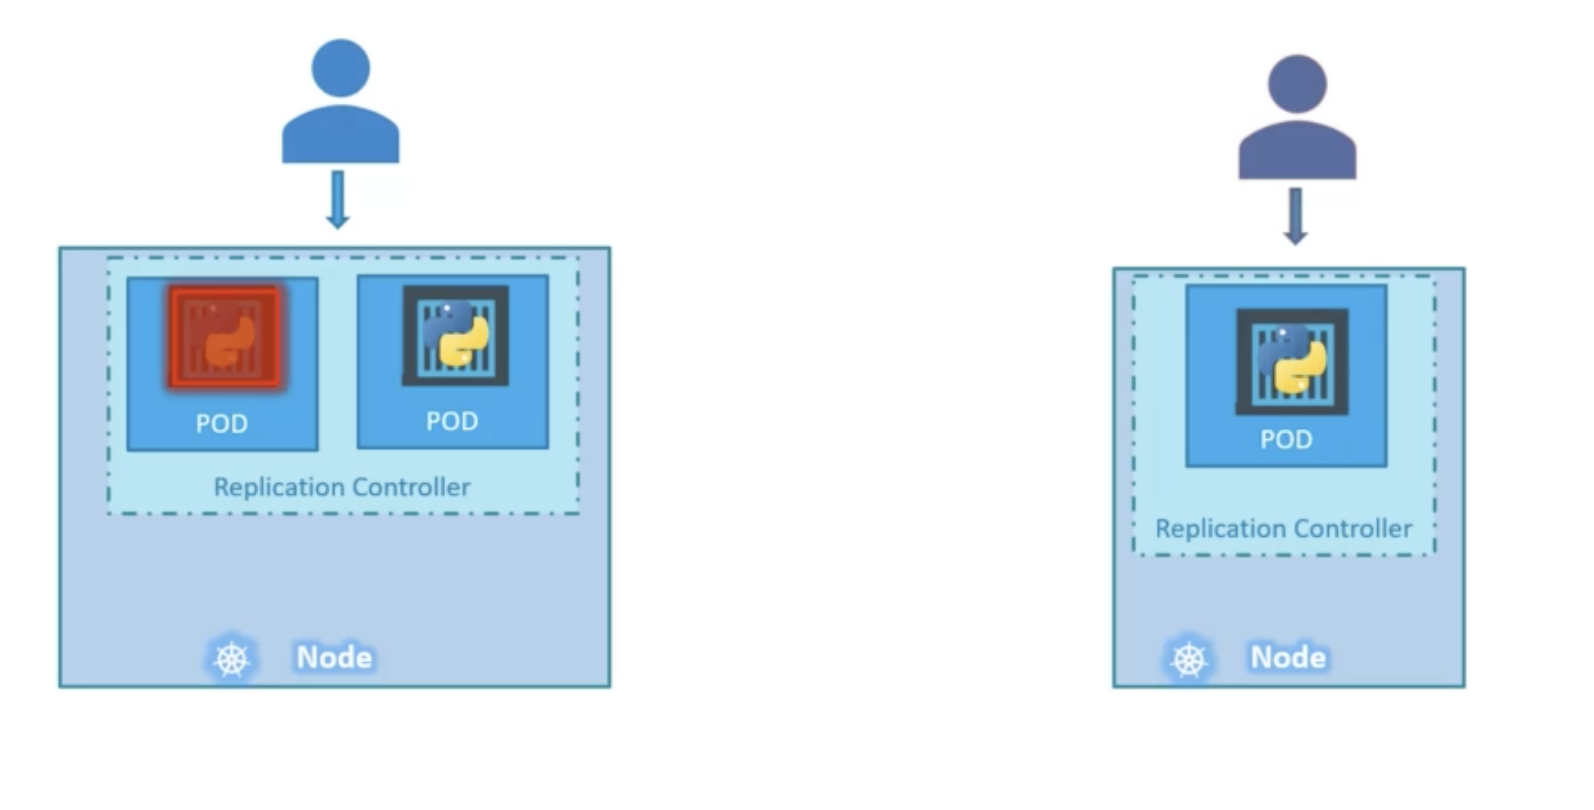 POD
POD
Replication Controller
Node
POD
Replication Controller
Node